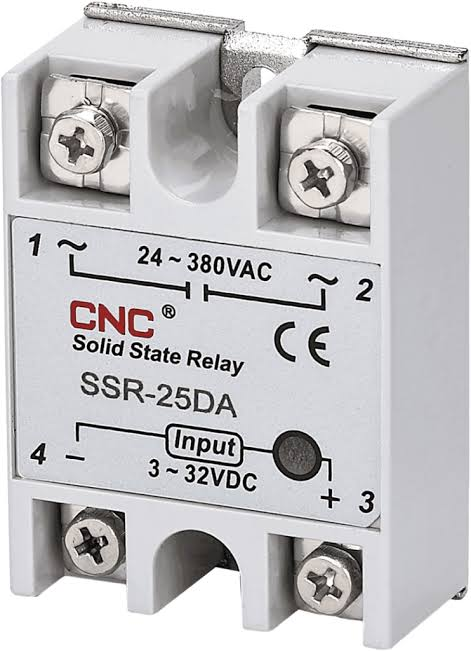 1 ~ 24~380VAC ~ 2
CNC®
CE
Solid State Relay
SSR-25DA
4 − Input + 3
3~32VDC